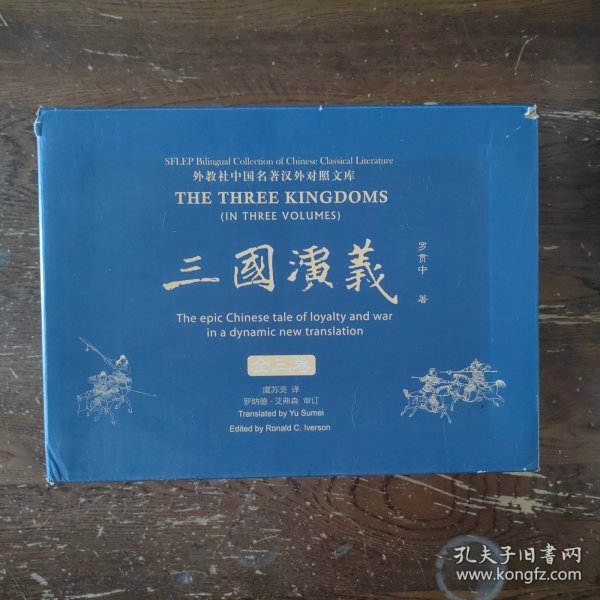 SFLEP Bilingual Collection of Chinese Classical Literature
外教社中国名著汉外对照文库
THE THREE KINGDOMS
(IN THREE VOLUMES)
三國演義
罗贯中 著
The epic Chinese tale of loyalty and war
in a dynamic new translation
全三卷
虞苏美 译
罗纳德·艾弗森 审订
Translated by Yu Sumei
Edited by Ronald C. Iverson
孔夫子旧書网
www.kongfz.com